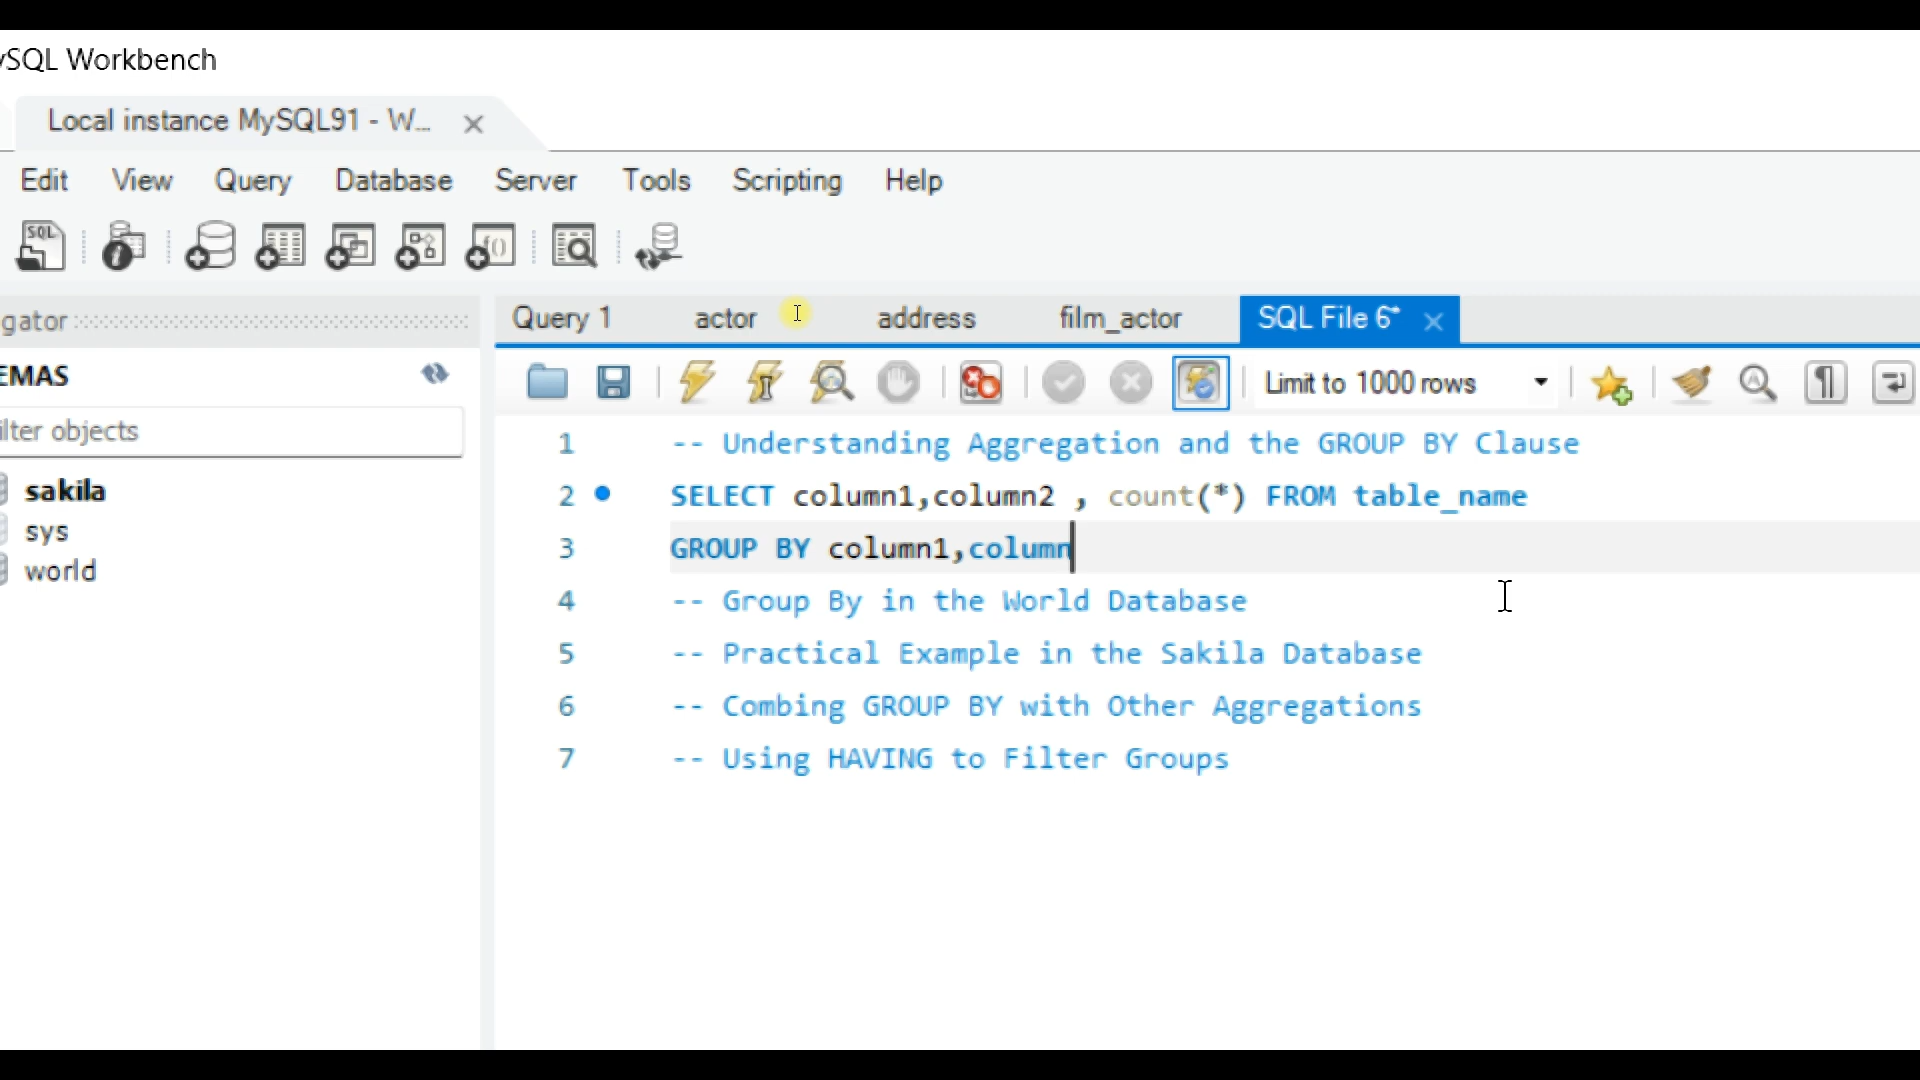 ySQL Workbench
Local instance MySQL91 - W...
Edit View Query Database Server Tools Scripting Help
SQL
i
f()
gator
Query 1 actor address film_actor SQL File 6*
EMAS
Limit to 1000 rows
ilter objects
sakila
sys
world
1 -- Understanding Aggregation and the GROUP BY Clause
2 SELECT column1,column2 , count(*) FROM table_name
3 GROUP BY column1,column
4 -- Group By in the World Database
5 -- Practical Example in the Sakila Database
6 -- Combing GROUP BY with Other Aggregations
7 -- Using HAVING to Filter Groups